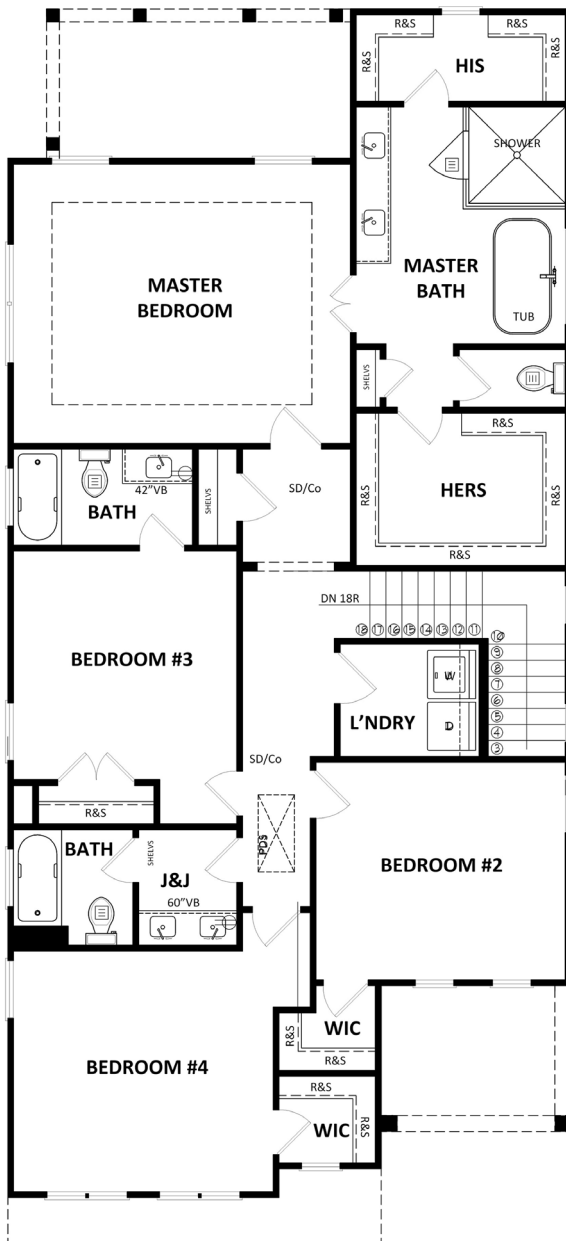 R&S
R&S
R&S
HIS
R&S
SHOWER
MASTER
BATH
TUB
MASTER
BEDROOM
SHELVS
R&S
R&S
HERS
R&S
R&S
42"VB
BATH
SHELVS
SD/Co
DN 18R
18 17 16 15 14 13 12 11
10
9
8
7
6
5
4
3
BEDROOM #3
W
L'NDRY
D
SD/Co
R&S
PDS
BATH
SHELVS
J&J
60"VB
BEDROOM #2
R&S
WIC
R&S
BEDROOM #4
R&S
WIC
R&S